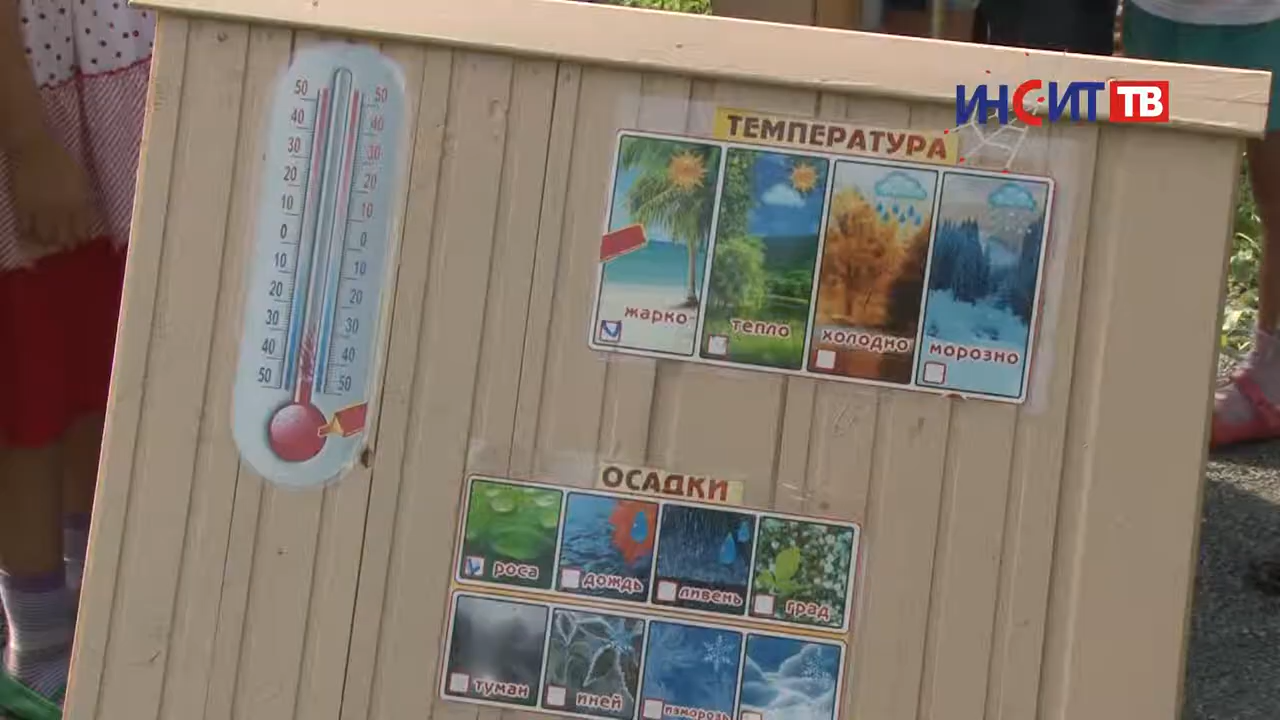 ИНСИТ ТВ
ТЕМПЕРАТУРА
жарко
тепло
холодно
морозно
50 50
40 40
30 30
20 20
10 10
0 0
10 10
20 20
30 30
40 40
50 50
ОСАДКИ
роса
дождь
ливень
град
туман
иней
изморозь